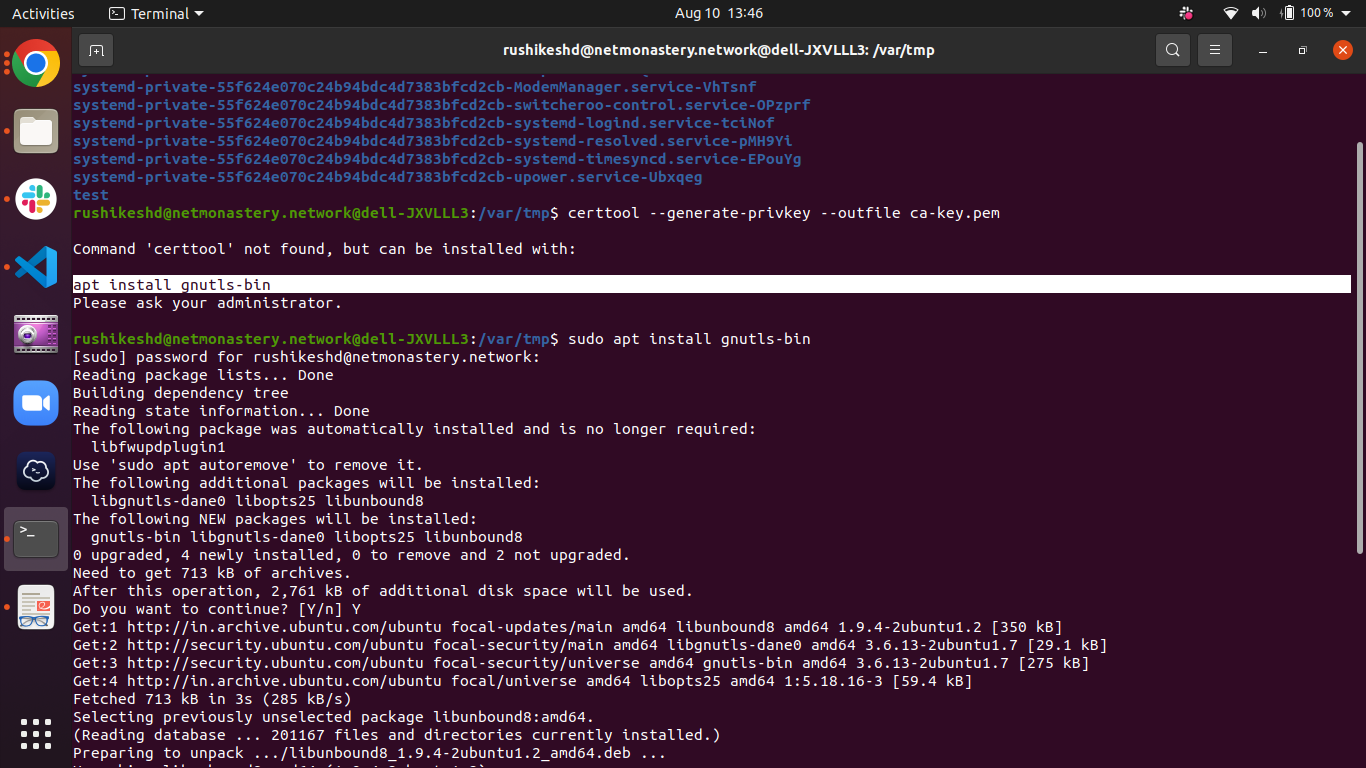 Activities
Terminal
Aug 10 13:46
100 %
rushikeshd@netmonastery.network@dell-JXVLLL3: /var/tmp
systemd-private-55f624e070c24b94bdc4d7383bfcd2cb-ModemManager.service-VhTsnf
systemd-private-55f624e070c24b94bdc4d7383bfcd2cb-switcheroo-control.service-OPzprf
systemd-private-55f624e070c24b94bdc4d7383bfcd2cb-systemd-logind.service-tciNof
systemd-private-55f624e070c24b94bdc4d7383bfcd2cb-systemd-resolved.service-pMH9Yi
systemd-private-55f624e070c24b94bdc4d7383bfcd2cb-systemd-timesyncd.service-EPouYg
systemd-private-55f624e070c24b94bdc4d7383bfcd2cb-upower.service-Ubxqeg
test
rushikeshd@netmonastery.network@dell-JXVLLL3:/var/tmp$ certtool --generate-privkey --outfile ca-key.pem
Command 'certtool' not found, but can be installed with:
apt install gnutls-bin
Please ask your administrator.
rushikeshd@netmonastery.network@dell-JXVLLL3:/var/tmp$ sudo apt install gnutls-bin
[sudo] password for rushikeshd@netmonastery.network:
Reading package lists... Done
Building dependency tree
Reading state information... Done
The following package was automatically installed and is no longer required:
libfwupdplugin1
Use 'sudo apt autoremove' to remove it.
The following additional packages will be installed:
libgnutls-dane0 libopts25 libunbound8
The following NEW packages will be installed:
gnutls-bin libgnutls-dane0 libopts25 libunbound8
0 upgraded, 4 newly installed, 0 to remove and 2 not upgraded.
Need to get 713 kB of archives.
After this operation, 2,761 kB of additional disk space will be used.
Do you want to continue? [Y/n] Y
Get:1 http://in.archive.ubuntu.com/ubuntu focal-updates/main amd64 libunbound8 amd64 1.9.4-2ubuntu1.2 [350 kB]
Get:2 http://security.ubuntu.com/ubuntu focal-security/main amd64 libgnutls-dane0 amd64 3.6.13-2ubuntu1.7 [29.1 kB]
Get:3 http://security.ubuntu.com/ubuntu focal-security/universe amd64 gnutls-bin amd64 3.6.13-2ubuntu1.7 [275 kB]
Get:4 http://in.archive.ubuntu.com/ubuntu focal/universe amd64 libopts25 amd64 1:5.18.16-3 [59.4 kB]
Fetched 713 kB in 3s (285 kB/s)
Selecting previously unselected package libunbound8:amd64.
(Reading database ... 201167 files and directories currently installed.)
Preparing to unpack .../libunbound8_1.9.4-2ubuntu1.2_amd64.deb ...